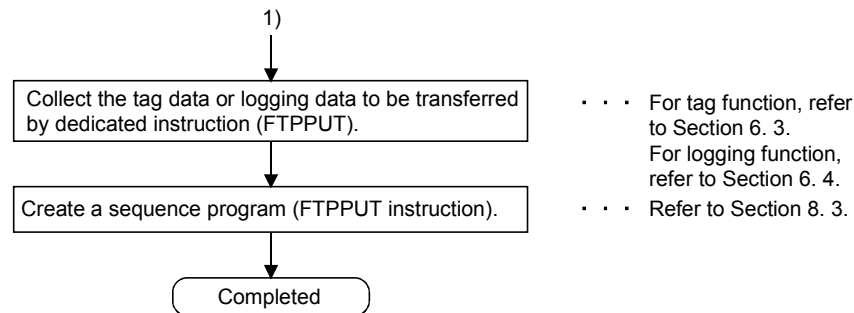 1)
Collect the tag data or logging data to be transferred
by dedicated instruction (FTPPUT).
・・・ For tag function, refer
to Section 6. 3.
For logging function,
refer to Section 6. 4.
Create a sequence program (FTPPUT instruction).
・・・ Refer to Section 8. 3.
Completed